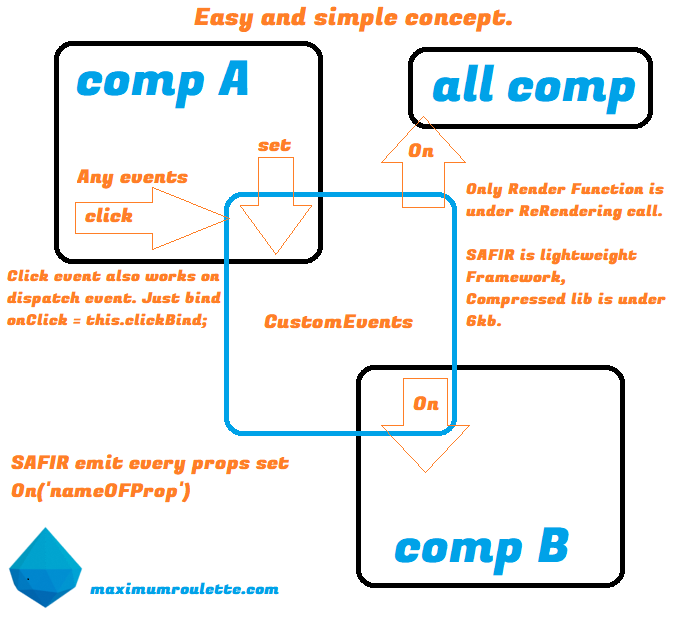 Easy and simple concept.
comp A
all comp
set
On
Any events
click
Only Render Function is
under ReRendering call.
SAFIR is lightweight
Framework,
Compressed lib is under
6kb.
Click event also works on
dispatch event. Just bind
onClick = this.clickBind;
CustomEvents
On
SAFIR emit every props set
On('nameOFProp')
comp B
maximumroulette.com